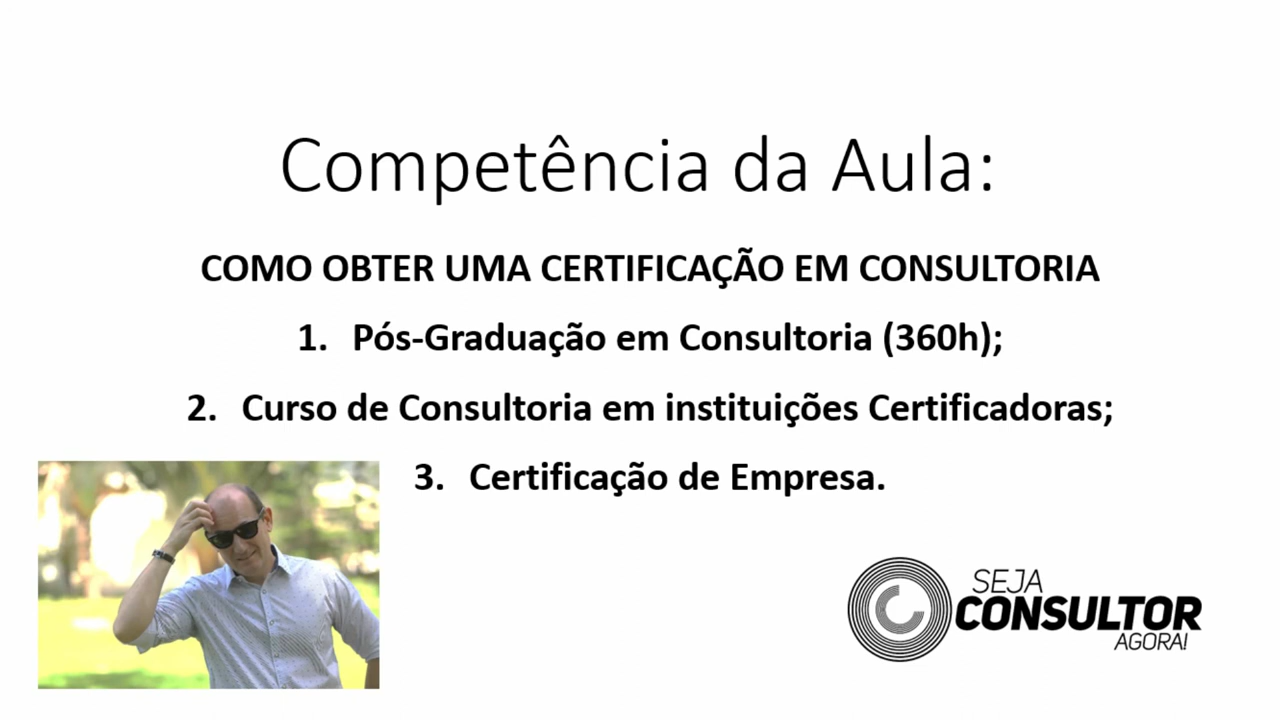 Competência da Aula:
COMO OBTER UMA CERTIFICAÇÃO EM CONSULTORIA
1. Pós-Graduação em Consultoria (360h);
2. Curso de Consultoria em instituições Certificadoras;
3. Certificação de Empresa.
SEJA
CONSULTOR
AGORA!